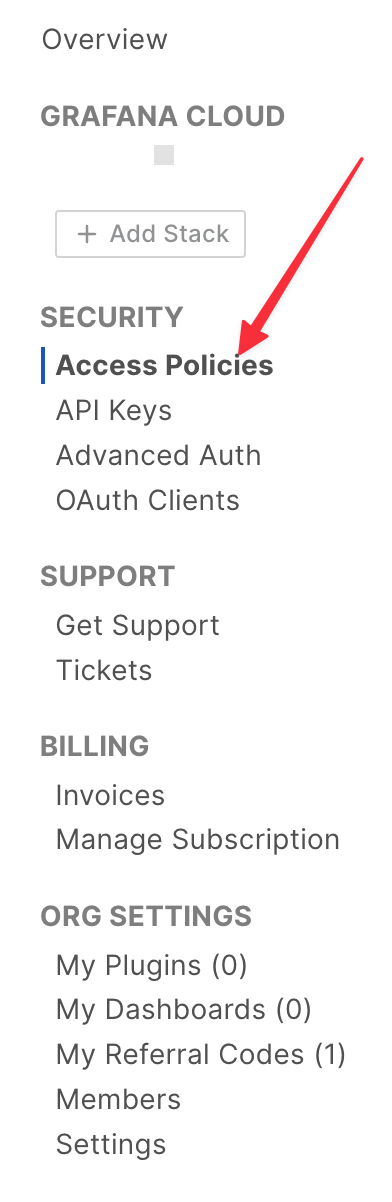 Overview
GRAFANA CLOUD
+ Add Stack
SECURITY
Access Policies
API Keys
Advanced Auth
OAuth Clients
SUPPORT
Get Support
Tickets
BILLING
Invoices
Manage Subscription
ORG SETTINGS
My Plugins (0)
My Dashboards (0)
My Referral Codes (1)
Members
Settings